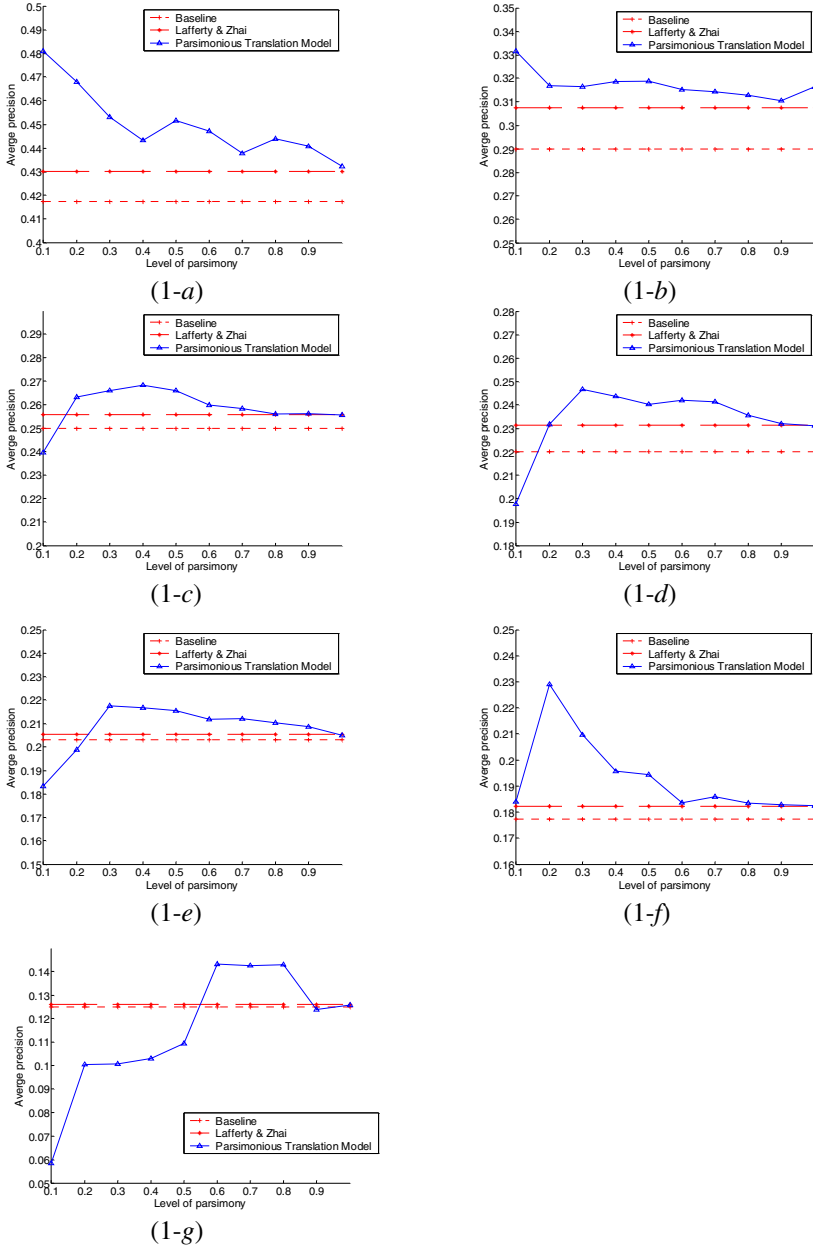 0.5
0.49
0.48
0.47
0.46
0.45
0.44
0.43
0.42
0.41
0.4
Averge precision
Baseline
Lafferty & Zhai
Parsimonious Translation Model
0.1 0.2 0.3 0.4 0.5 0.6 0.7 0.8 0.9
Level of parsimony
(1-a)
0.35
0.34
0.33
0.32
0.31
0.3
0.29
0.28
0.27
0.26
0.25
Averge precision
Baseline
Lafferty & Zhai
Parsimonious Translation Model
0.1 0.2 0.3 0.4 0.5 0.6 0.7 0.8 0.9
Level of parsimony
(1-b)
0.29
0.28
0.27
0.26
0.25
0.24
0.23
0.22
0.21
0.2
Averge precision
Baseline
Lafferty & Zhai
Parsimonious Translation Model
0.1 0.2 0.3 0.4 0.5 0.6 0.7 0.8 0.9
Level of parsimony
(1-c)
0.28
0.27
0.26
0.25
0.24
0.23
0.22
0.21
0.2
0.19
0.18
Averge precision
Baseline
Lafferty & Zhai
Parsimonious Translation Model
0.1 0.2 0.3 0.4 0.5 0.6 0.7 0.8 0.9
Level of parsimony
(1-d)
0.25
0.24
0.23
0.22
0.21
0.2
0.19
0.18
0.17
0.16
0.15
Averge precision
Baseline
Lafferty & Zhai
Parsimonious Translation Model
0.1 0.2 0.3 0.4 0.5 0.6 0.7 0.8 0.9
Level of parsimony
(1-e)
0.25
0.24
0.23
0.22
0.21
0.2
0.19
0.18
0.17
0.16
Averge precision
Baseline
Lafferty & Zhai
Parsimonious Translation Model
0.1 0.2 0.3 0.4 0.5 0.6 0.7 0.8 0.9
Level of parsimony
(1-f)
0.14
0.13
0.12
0.11
0.1
0.09
0.08
0.07
0.06
0.05
Averge precision
Baseline
Lafferty & Zhai
Parsimonious Translation Model
0.1 0.2 0.3 0.4 0.5 0.6 0.7 0.8 0.9
Level of parsimony
(1-g)